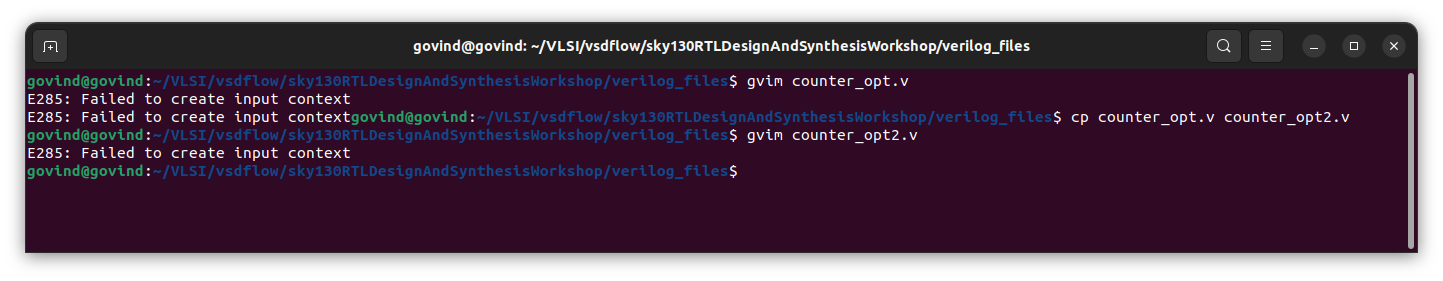 govind@govind: ~/VLSI/vsdflow/sky130RTLDesignAndSynthesisWorkshop/verilog_files
govind@govind:~/VLSI/vsdflow/sky130RTLDesignAndSynthesisWorkshop/verilog_files$ gvim counter_opt.v
E285: Failed to create input context
E285: Failed to create input contextgovind@govind:~/VLSI/vsdflow/sky130RTLDesignAndSynthesisWorkshop/verilog_files$ cp counter_opt.v counter_opt2.v
govind@govind:~/VLSI/vsdflow/sky130RTLDesignAndSynthesisWorkshop/verilog_files$ gvim counter_opt2.v
E285: Failed to create input context
govind@govind:~/VLSI/vsdflow/sky130RTLDesignAndSynthesisWorkshop/verilog_files$